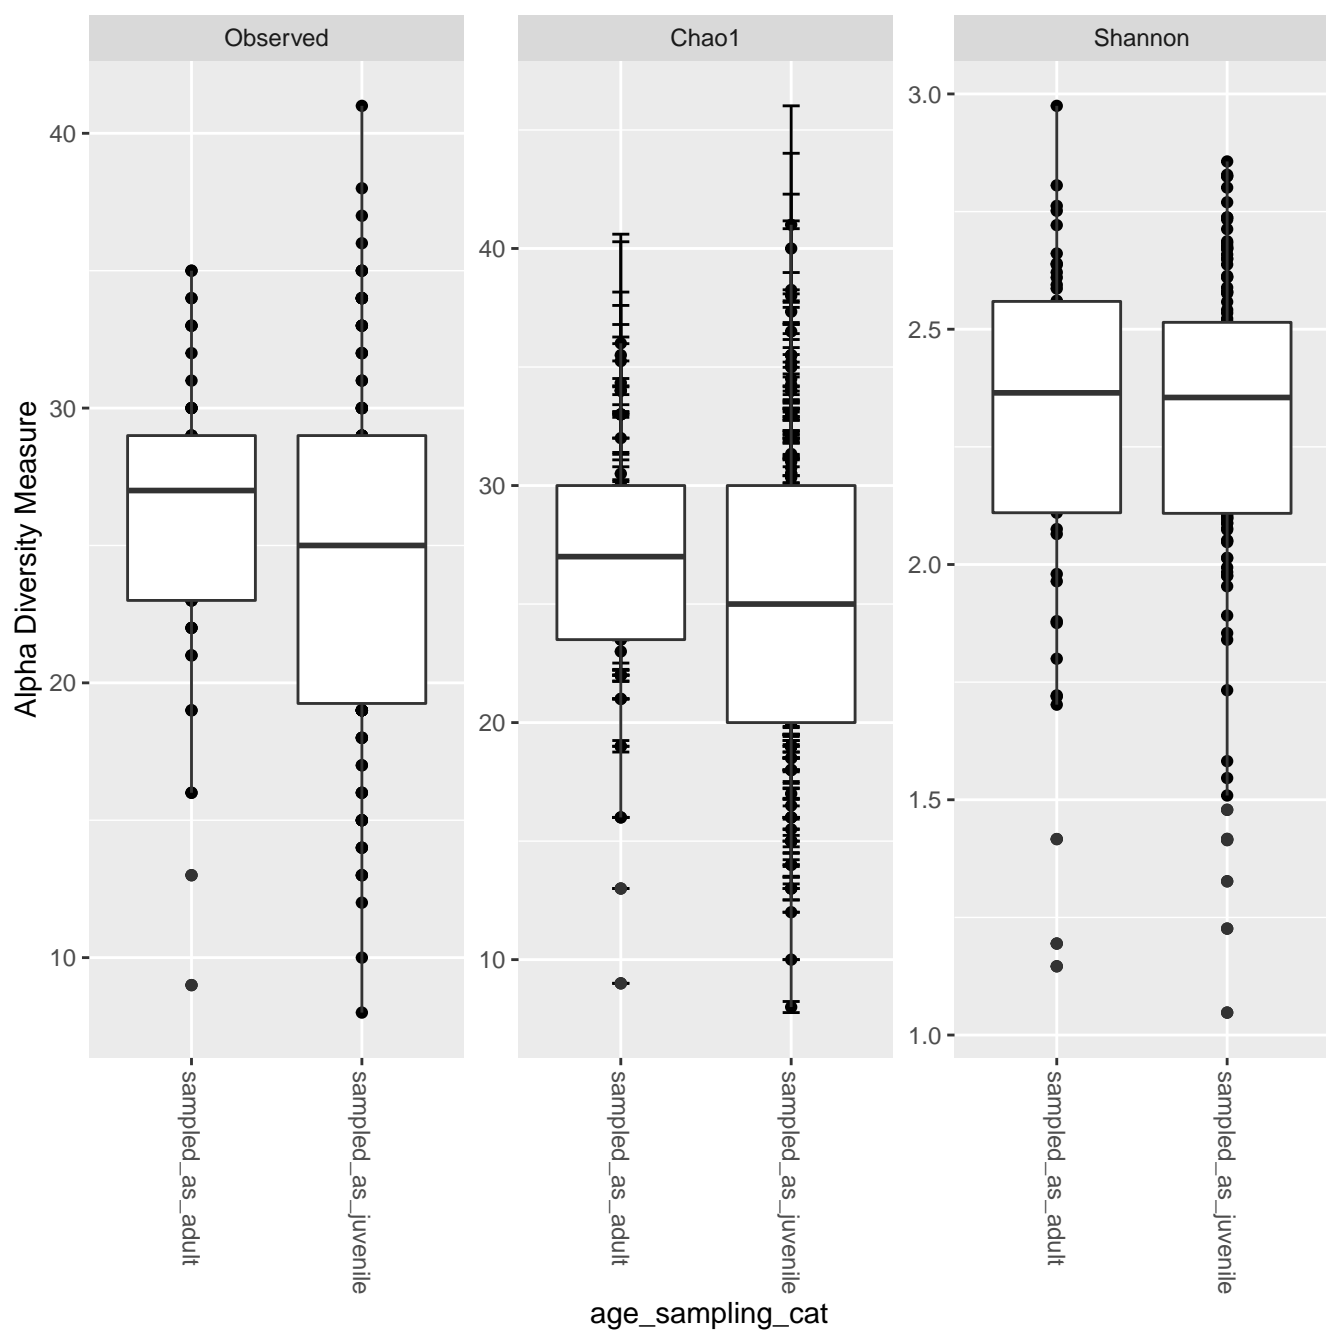 Observed
Chao1
Shannon
Alpha Diversity Measure
40
30
20
10
40
30
20
10
3.0
2.5
2.0
1.5
1.0
sampled_as_adult
sampled_as_juvenile
sampled_as_adult
sampled_as_juvenile
sampled_as_adult
sampled_as_juvenile
age_sampling_cat